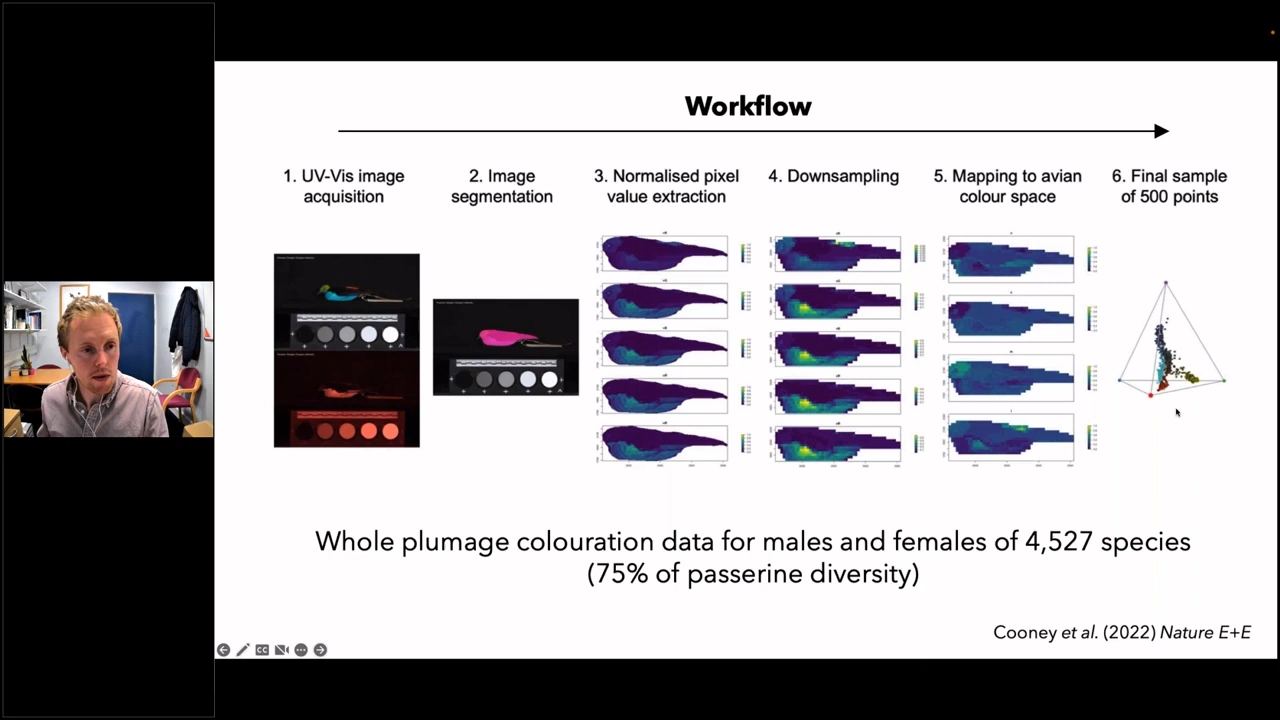 Workflow
1. UV-Vis image
acquisition
2. Image
segmentation
3. Normalised pixel
value extraction
4. Downsampling
5. Mapping to avian
colour space
6. Final sample
of 500 points
Whole plumage colouration data for males and females of 4,527 species
(75% of passerine diversity)
Cooney et al. (2022) Nature E+E
CC